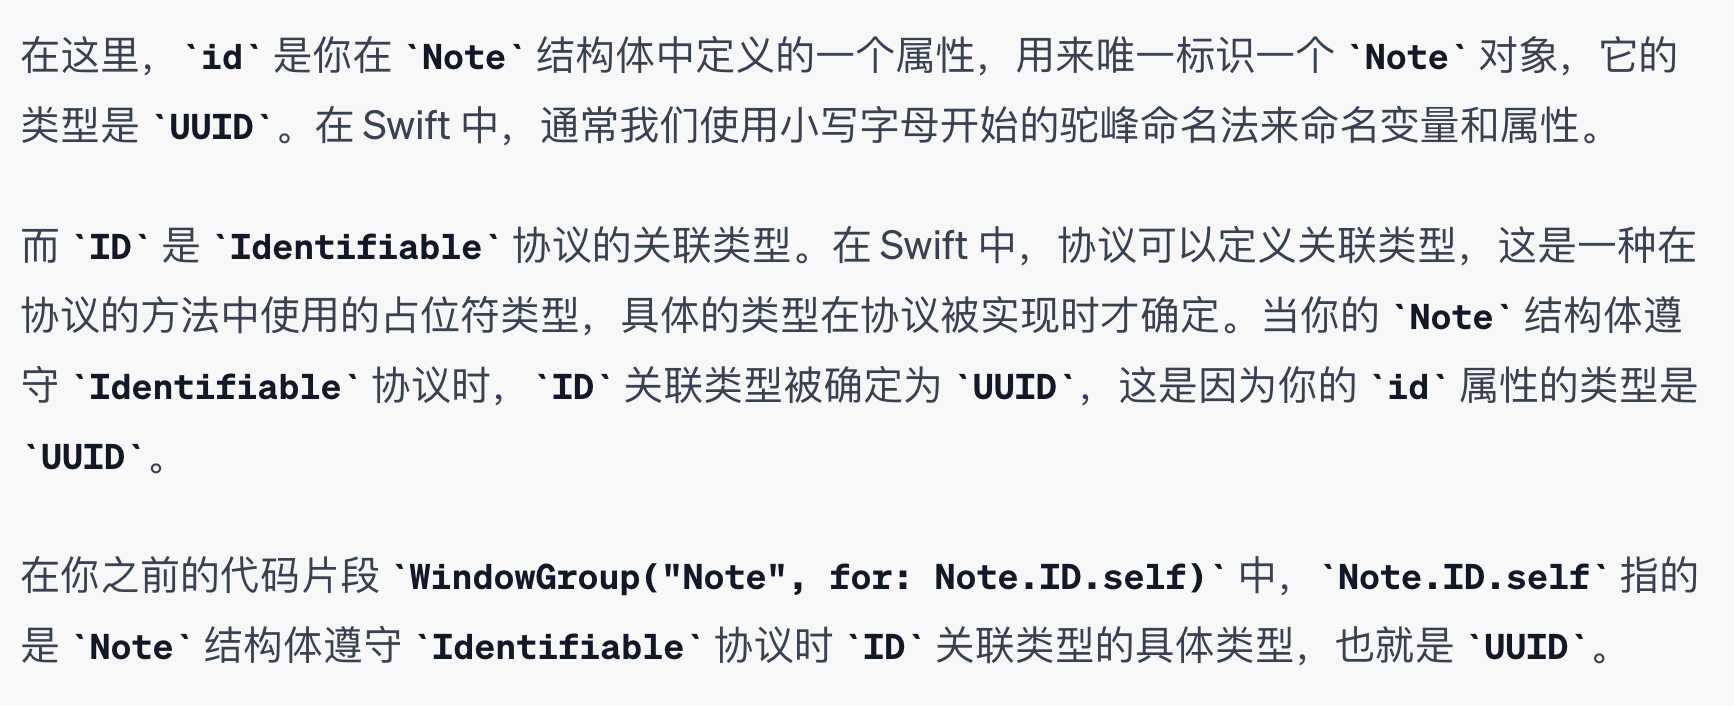 在这里，`id` 是你在 `Note` 结构体中定义的一个属性，用来唯一标识一个 `Note` 对象，它的
类型是 `UUID`。在 Swift 中，通常我们使用小写字母开始的驼峰命名法来命名变量和属性。
而 `ID` 是 `Identifiable` 协议的关联类型。在 Swift 中，协议可以定义关联类型，这是一种在
协议的方法中使用的占位符类型，具体的类型在协议被实现时才确定。当你的 `Note` 结构体遵
守 `Identifiable` 协议时，`ID` 关联类型被确定为 `UUID`，这是因为你的 `id` 属性的类型是
`UUID`。
在你之前的代码片段 `WindowGroup("Note", for: Note.ID.self)` 中，`Note.ID.self` 指的
是 `Note` 结构体遵守 `Identifiable` 协议时 `ID` 关联类型的具体类型，也就是 `UUID`。